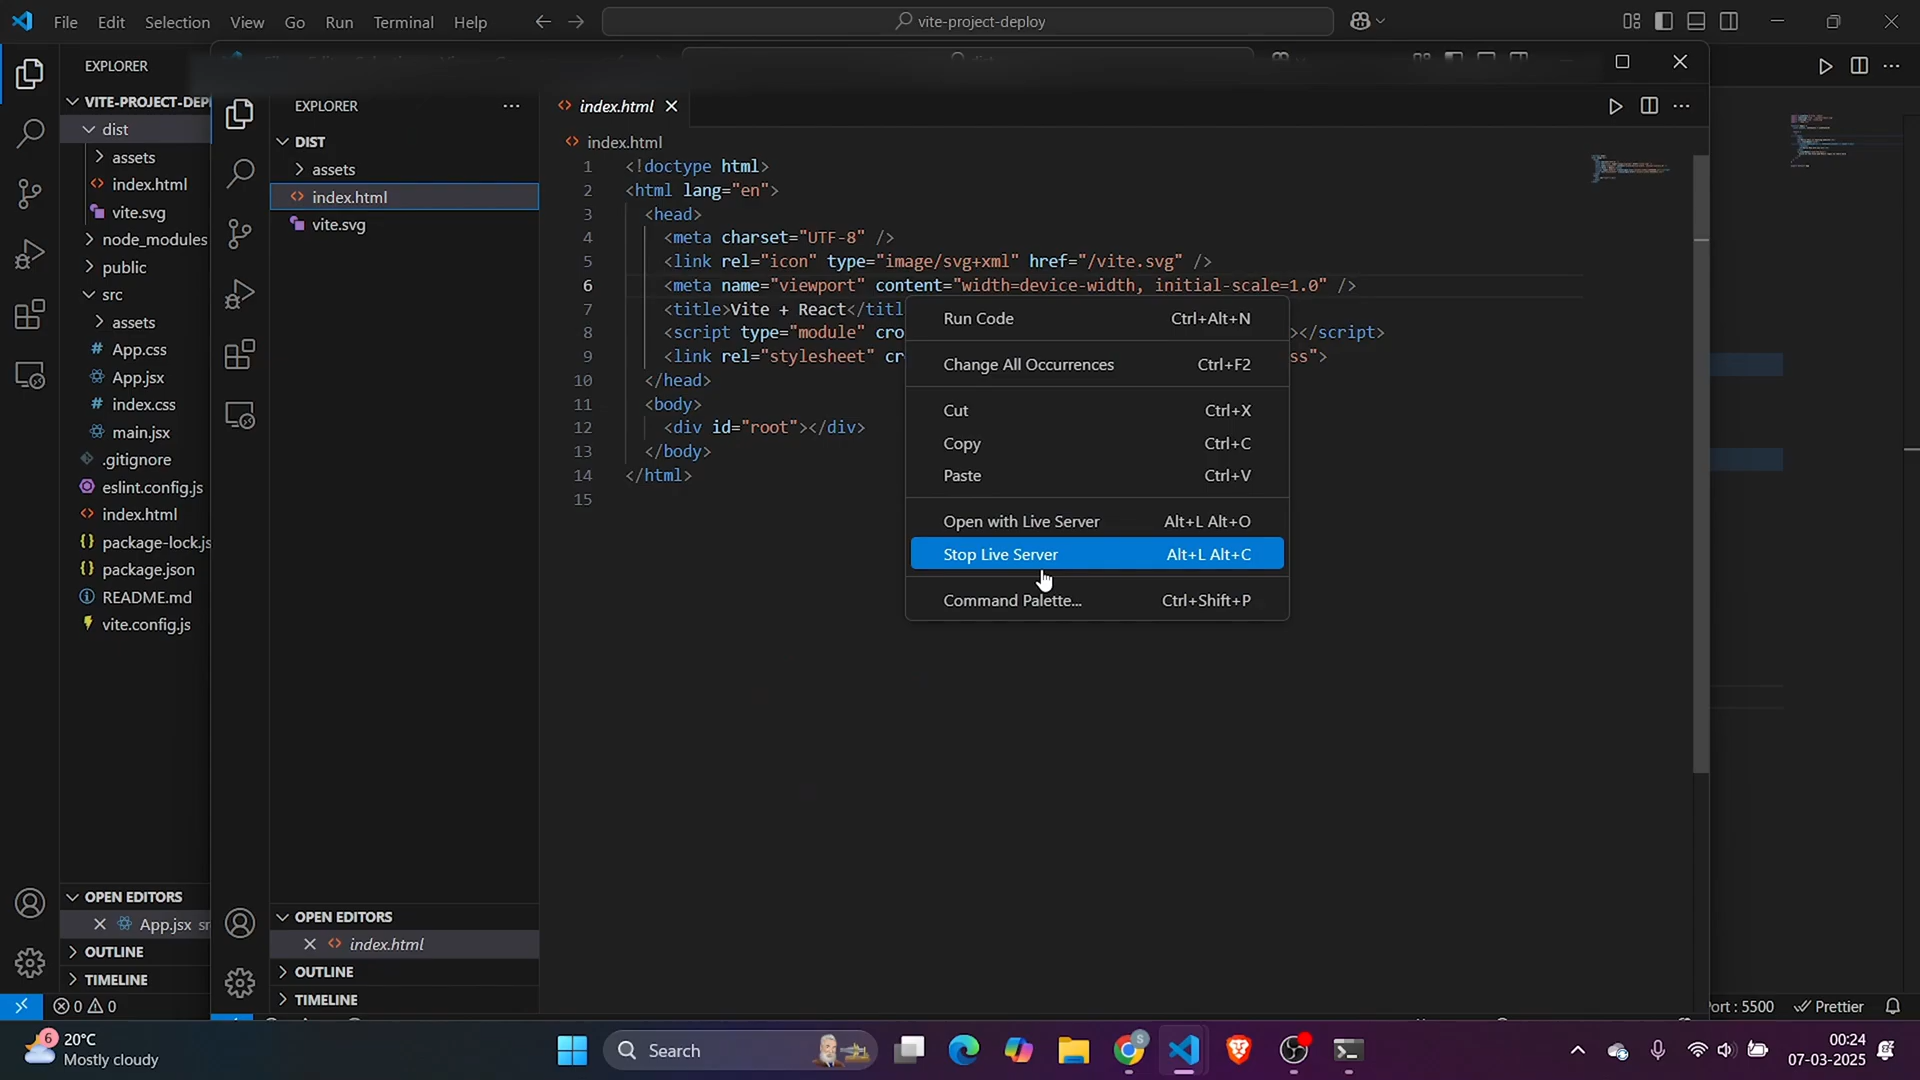 File Edit Selection View Go Run Terminal Help
vite-project-deploy
EXPLORER
VITE-PROJECT-DEPL
dist
assets
index.html
vite.svg
node_modules
public
src
assets
App.css
App.jsx
index.css
main.jsx
.gitignore
eslint.config.js
index.html
package-lock.js
package.json
README.md
vite.config.js
OPEN EDITORS
App.jsx
OUTLINE
TIMELINE
0 0
EXPLORER
DIST
assets
index.html
vite.svg
OPEN EDITORS
index.html
OUTLINE
TIMELINE
index.html
index.html
1 <!doctype html>
2 <html lang="en">
3 <head>
4 <meta charset="UTF-8" />
5 <link rel="icon" type="image/svg+xml" href="/vite.svg" />
6 <meta name="viewport" content="width=device-width, initial-scale=1.0" />
7 <title>Vite + React</titl
8 <script type="module" cro ></script>
9 <link rel="stylesheet" cr ss">
10 </head>
11 <body>
12 <div id="root"></div>
13 </body>
14 </html>
15
Run Code Ctrl+Alt+N
Change All Occurrences Ctrl+F2
Cut Ctrl+X
Copy Ctrl+C
Paste Ctrl+V
Open with Live Server Alt+L Alt+O
Stop Live Server Alt+L Alt+C
Command Palette... Ctrl+Shift+P
Port : 5500 Prettier
6
20°C
Mostly cloudy
Search
S
00:24
07-03-2025